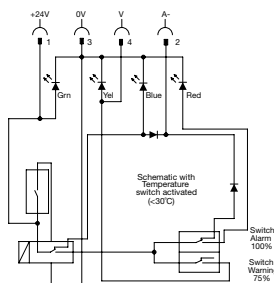 +24V 0V V A-
1 3 4 2
Grn Yel Blue Red
Schematic with
Temperature
switch activated
(<30°C)
Switch
Alarm
100%
Switch
Warning
75%